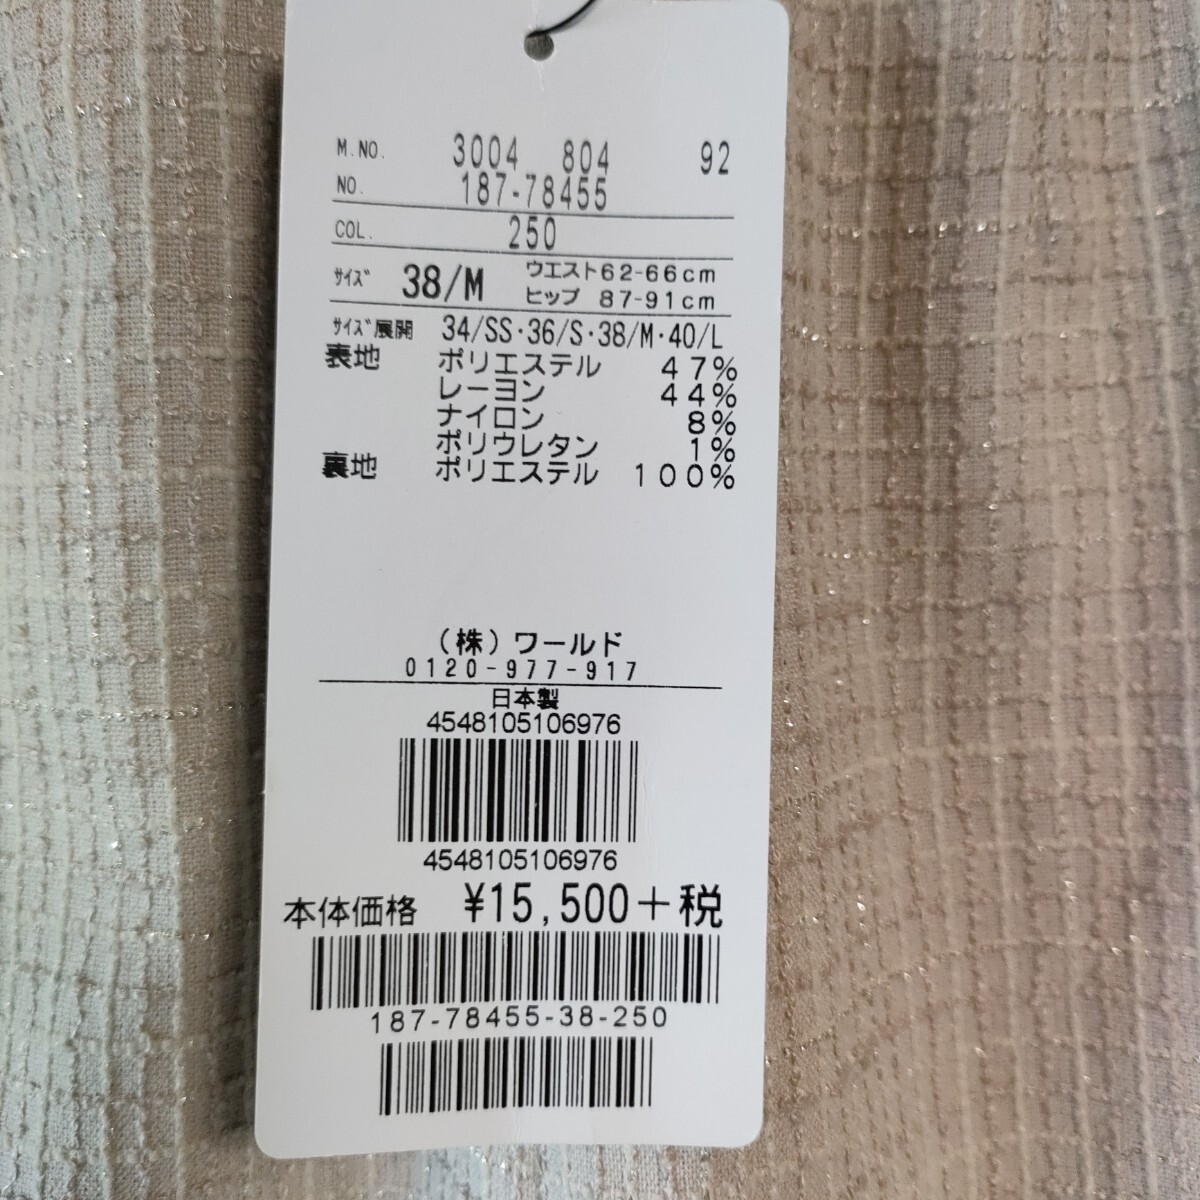 M.NO. 3004 804 92
NO. 187-78455
COL. 250
ｻｲｽﾞ 38/M ウエスト62-66cm
ヒップ 87-91cm
ｻｲｽﾞ展開 34/SS･36/S･38/M･40/L
表地 ポリエステル 47%
レーヨン 44%
ナイロン 8%
ポリウレタン 1%
裏地 ポリエステル 100%
(株)ワールド
0120-977-917
日本製
4548105106976
4548105106976
本体価格 ¥15,500+税
187-78455-38-250